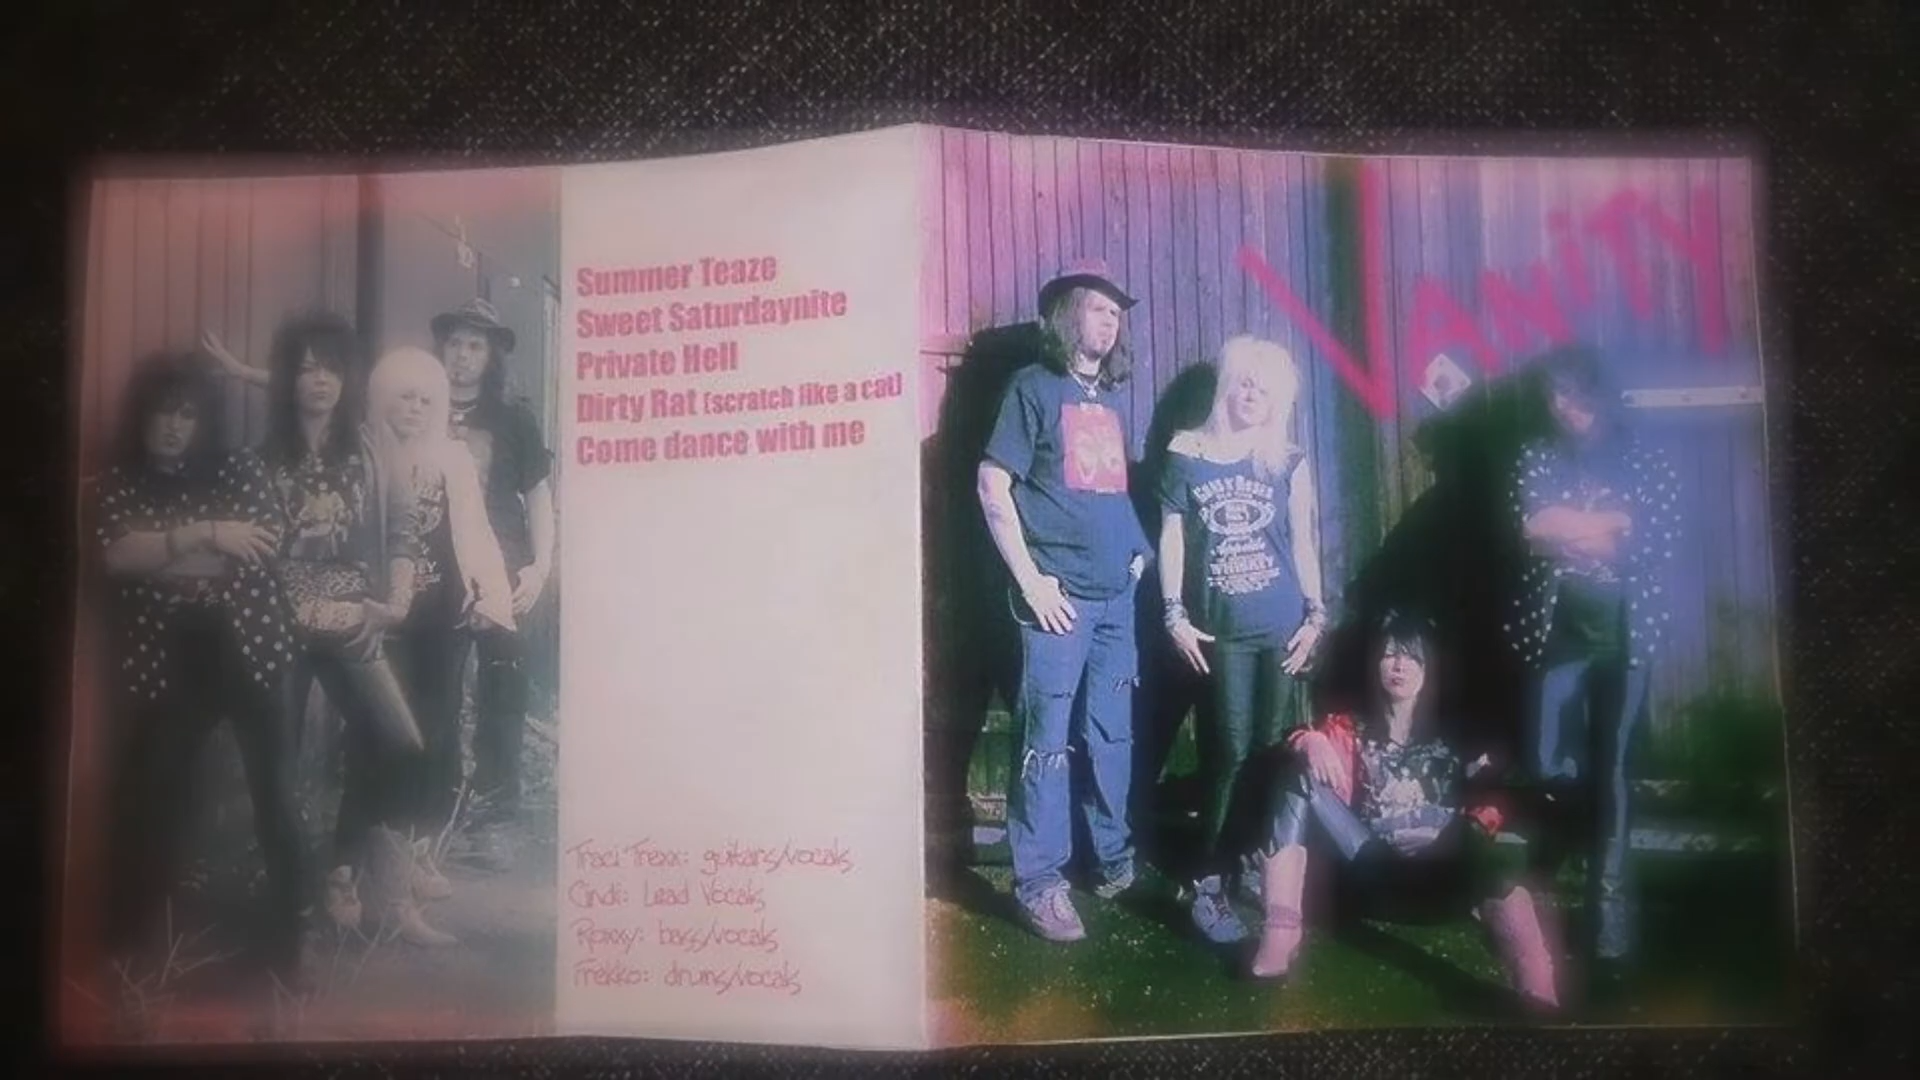 Summer Teaze
Sweet Saturdaynite
Private Hell
Dirty Rat (scratch like a cat)
Come dance with me
Traci Trexx: guitars/vocals
Cindi: Lead Vocals
Roxxy: bass/vocals
Frekko: drums/vocals
VANiTY
WHISKEY